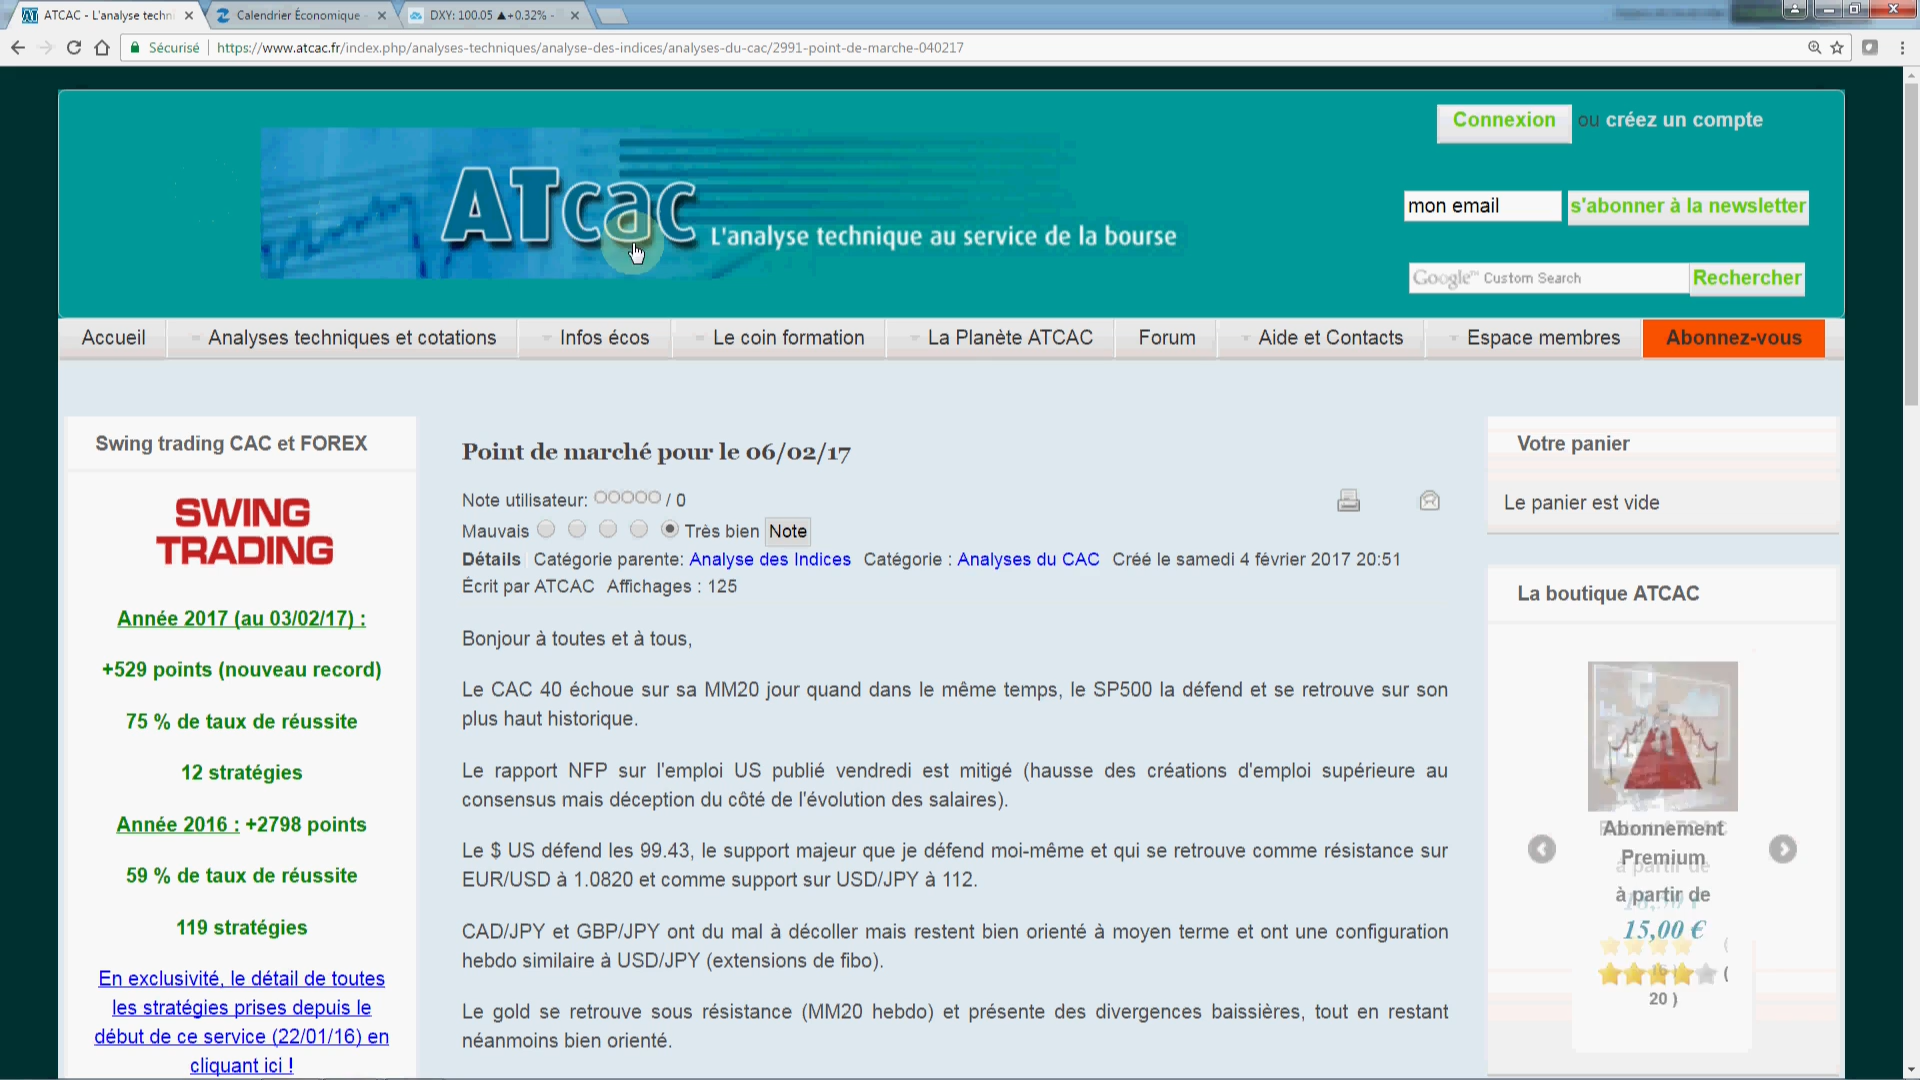 ATCAC - L'analyse techn
Calendrier Économique
DXY: 100.05 ▲+0.32% -
Sécurisé
https://www.atcac.fr/index.php/analyses-techniques/analyse-des-indices/analyses-du-cac/2991-point-de-marche-040217
Connexion ou créez un compte
ATcac
L'analyse technique au service de la bourse
mon email s'abonner à la newsletter
Google™ Custom Search Rechercher
Accueil Analyses techniques et cotations Infos écos Le coin formation La Planète ATCAC Forum Aide et Contacts Espace membres Abonnez-vous
Swing trading CAC et FOREX
SWING
TRADING
Année 2017 (au 03/02/17) :
+529 points (nouveau record)
75 % de taux de réussite
12 stratégies
Année 2016 : +2798 points
59 % de taux de réussite
119 stratégies
En exclusivité, le détail de toutes
les stratégies prises depuis le
début de ce service (22/01/16) en
cliquant ici !
Point de marché pour le 06/02/17
Note utilisateur: / 0
Mauvais Très bien Note
Détails Catégorie parente: Analyse des Indices Catégorie : Analyses du CAC Créé le samedi 4 février 2017 20:51
Écrit par ATCAC Affichages : 125
Bonjour à toutes et à tous,
Le CAC 40 échoue sur sa MM20 jour quand dans le même temps, le SP500 la défend et se retrouve sur son
plus haut historique.
Le rapport NFP sur l'emploi US publié vendredi est mitigé (hausse des créations d'emploi supérieure au
consensus mais déception du côté de l'évolution des salaires).
Le $ US défend les 99.43, le support majeur que je défend moi-même et qui se retrouve comme résistance sur
EUR/USD à 1.0820 et comme support sur USD/JPY à 112.
CAD/JPY et GBP/JPY ont du mal à décoller mais restent bien orienté à moyen terme et ont une configuration
hebdo similaire à USD/JPY (extensions de fibo).
Le gold se retrouve sous résistance (MM20 hebdo) et présente des divergences baissières, tout en restant
néanmoins bien orienté.
Votre panier
Le panier est vide
La boutique ATCAC
Abonnement
Premium
à partir de
15,00 €
(
20 )